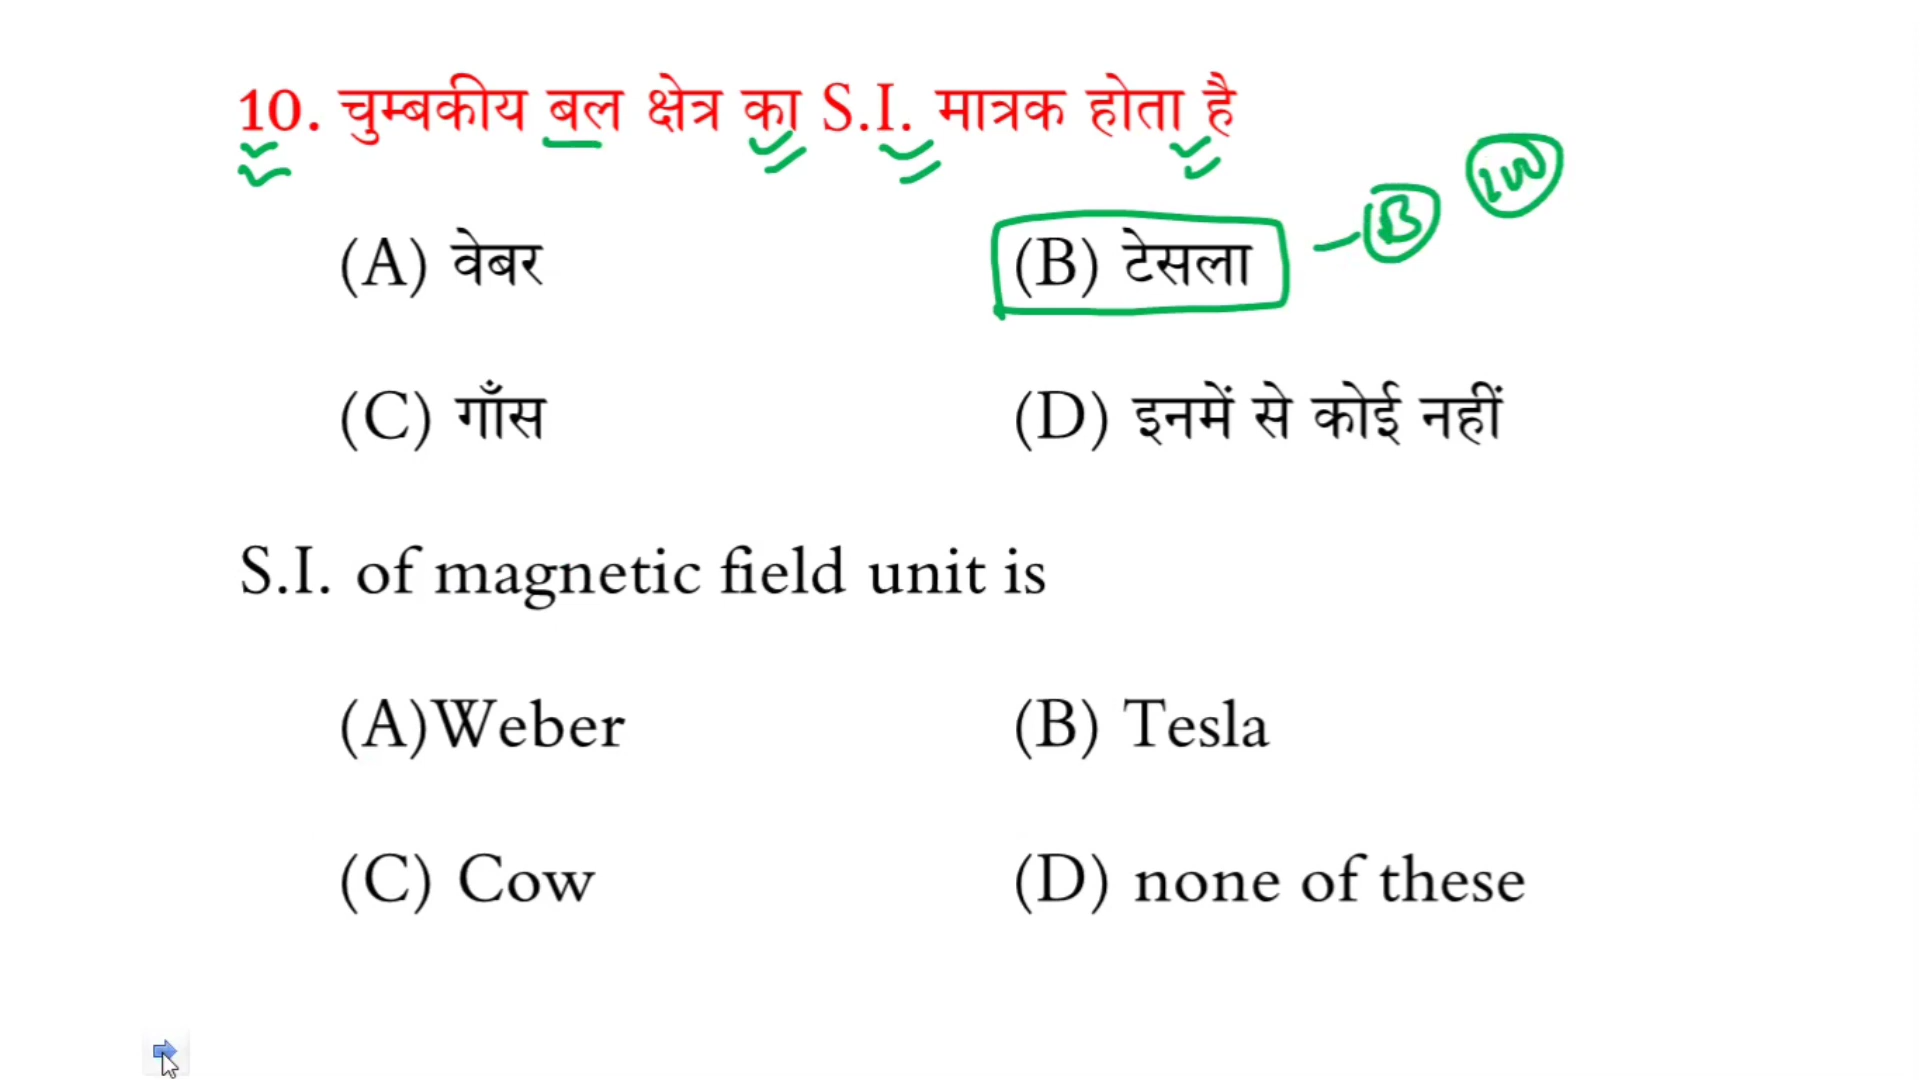 10. चुम्बकीय बल क्षेत्र का S.I. मात्रक होता है
(A) वेबर (B) टेसला B
(C) गाँस (D) इनमें से कोई नहीं
S.I. of magnetic field unit is
(A)Weber (B) Tesla
(C) Cow (D) none of these